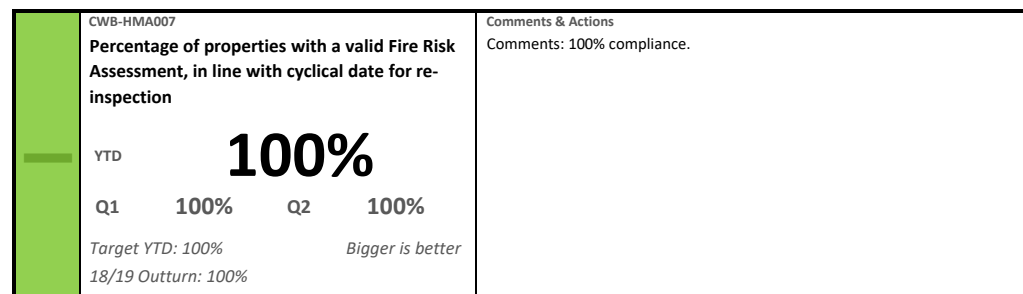 CWB-HMA007
Percentage of properties with a valid Fire Risk
Assessment, in line with cyclical date for re-
inspection
YTD 100%
Q1 100% Q2 100%
Target YTD: 100% Bigger is better
18/19 Outturn: 100%
Comments & Actions
Comments: 100% compliance.